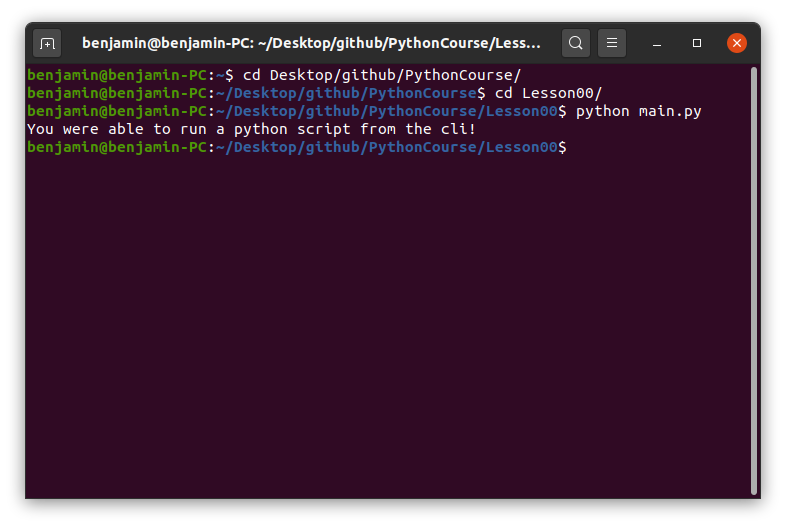 benjamin@benjamin-PC: ~/Desktop/github/PythonCourse/Less...
benjamin@benjamin-PC:~$ cd Desktop/github/PythonCourse/
benjamin@benjamin-PC:~/Desktop/github/PythonCourse$ cd Lesson00/
benjamin@benjamin-PC:~/Desktop/github/PythonCourse/Lesson00$ python main.py
You were able to run a python script from the cli!
benjamin@benjamin-PC:~/Desktop/github/PythonCourse/Lesson00$